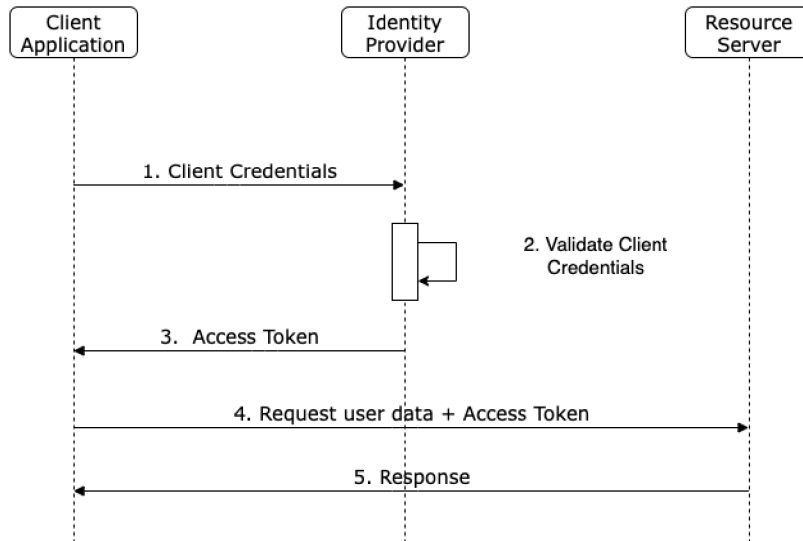 Client
Application
Identity
Provider
Resource
Server
1. Client Credentials
2. Validate Client
Credentials
3. Access Token
4. Request user data + Access Token
5. Response